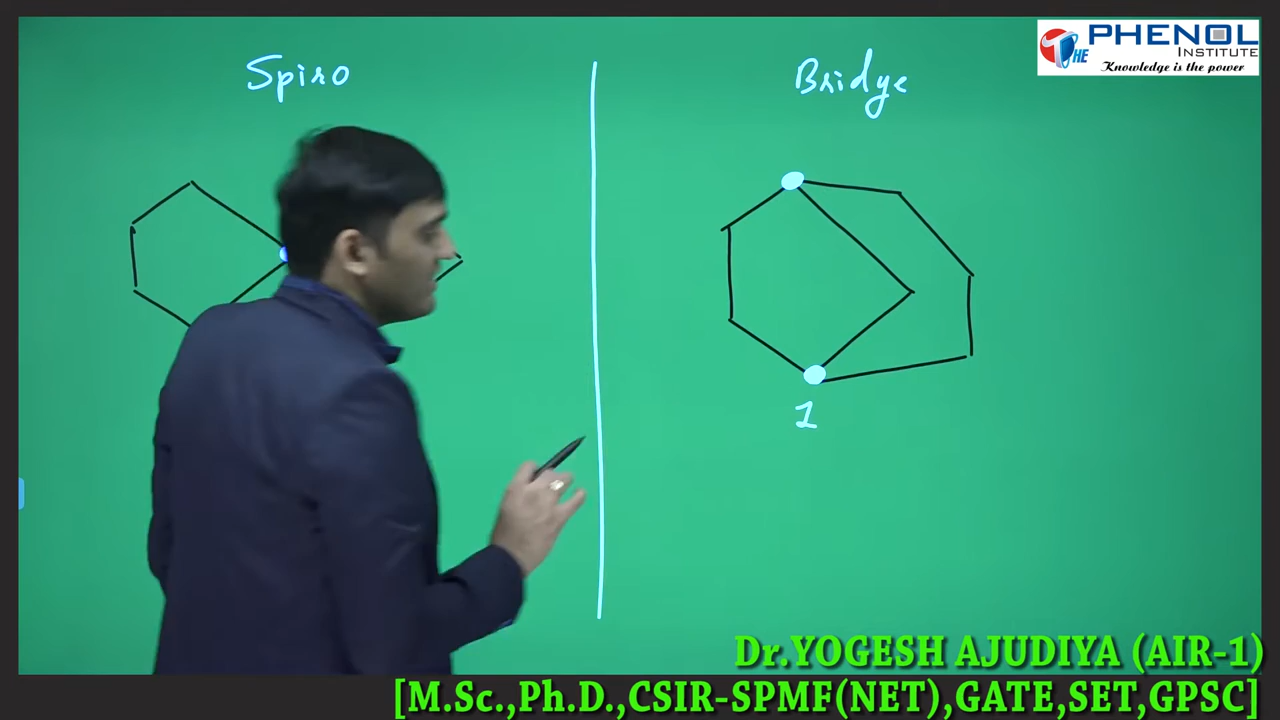 PHENOL
THE
INSTITUTE
Knowledge is the power
Spiro
Bridge
1
Dr.YOGESH AJUDIYA (AIR-1)
[M.Sc.,Ph.D.,CSIR-SPMF(NET),GATE,SET,GPSC]